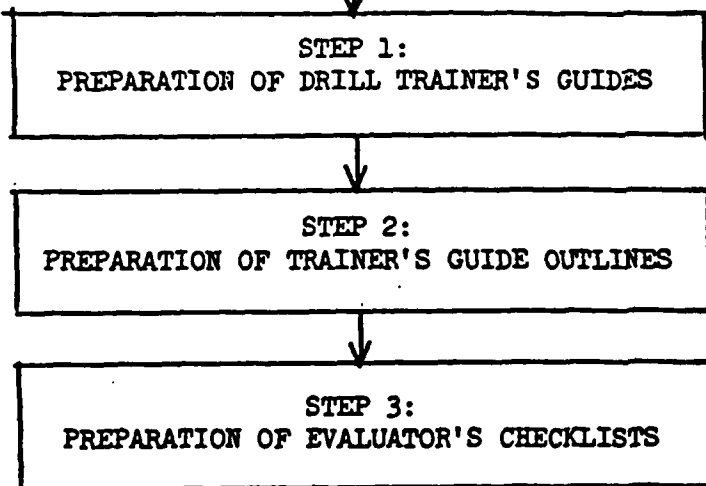 STEP 1:
PREPARATION OF DRILL TRAINER'S GUIDES
STEP 2:
PREPARATION OF TRAINER'S GUIDE OUTLINES
STEP 3:
PREPARATION OF EVALUATOR'S CHECKLISTS